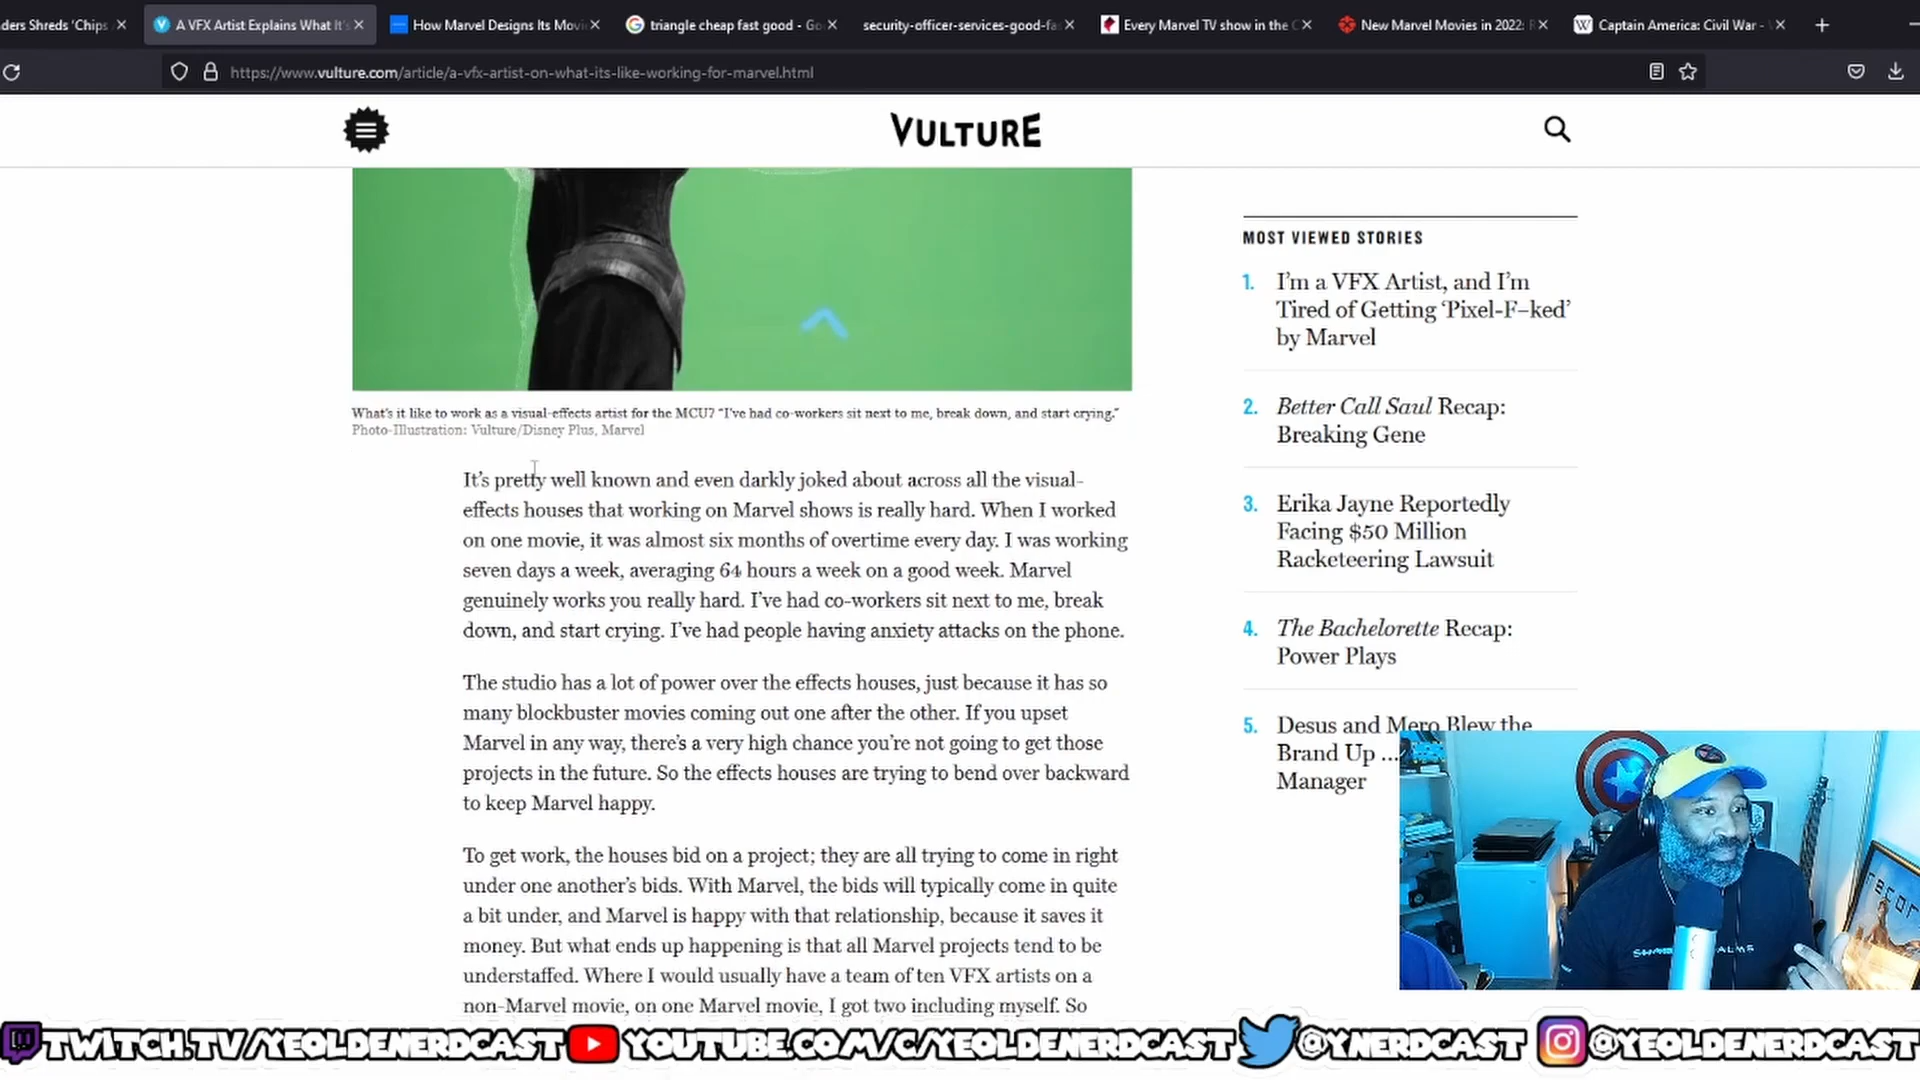 ders Shreds 'Chips
A VFX Artist Explains What It's
How Marvel Designs Its Movi
triangle cheap fast good - Go
security-officer-services-good-fa
Every Marvel TV show in the C
New Marvel Movies in 2022: R
Captain America: Civil War -
https://www.vulture.com/article/a-vfx-artist-on-what-its-like-working-for-marvel.html
VULTURE
What's it like to work as a visual-effects artist for the MCU? "I've had co-workers sit next to me, break down, and start crying."
Photo-Illustration: Vulture/Disney Plus, Marvel
It's pretty well known and even darkly joked about across all the visual-
effects houses that working on Marvel shows is really hard. When I worked
on one movie, it was almost six months of overtime every day. I was working
seven days a week, averaging 64 hours a week on a good week. Marvel
genuinely works you really hard. I've had co-workers sit next to me, break
down, and start crying. I've had people having anxiety attacks on the phone.
The studio has a lot of power over the effects houses, just because it has so
many blockbuster movies coming out one after the other. If you upset
Marvel in any way, there's a very high chance you're not going to get those
projects in the future. So the effects houses are trying to bend over backward
to keep Marvel happy.
To get work, the houses bid on a project; they are all trying to come in right
under one another's bids. With Marvel, the bids will typically come in quite
a bit under, and Marvel is happy with that relationship, because it saves it
money. But what ends up happening is that all Marvel projects tend to be
understaffed. Where I would usually have a team of ten VFX artists on a
non-Marvel movie, on one Marvel movie, I got two including myself. So
MOST VIEWED STORIES
1. I'm a VFX Artist, and I'm
Tired of Getting 'Pixel-F–ked'
by Marvel
2. Better Call Saul Recap:
Breaking Gene
3. Erika Jayne Reportedly
Facing $50 Million
Racketeering Lawsuit
4. The Bachelorette Recap:
Power Plays
5. Desus and Mero Blew the
Brand Up ...
Manager
TWITCH.TV/YEOLDENERDCAST YOUTUBE.COM/C/YEOLDENERDCAST @YNERDCAST @YEOLDENERDCAST